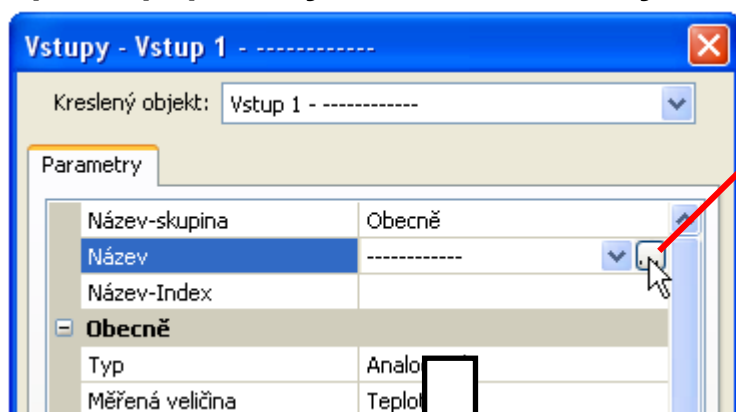 Vstupy - Vstup 1 - ------------
Kreslený objekt: Vstup 1 - ------------
Parametry
Název-skupina Obecně
Název ------------ ...
Název-Index
Obecně
Typ
Měřená veličina